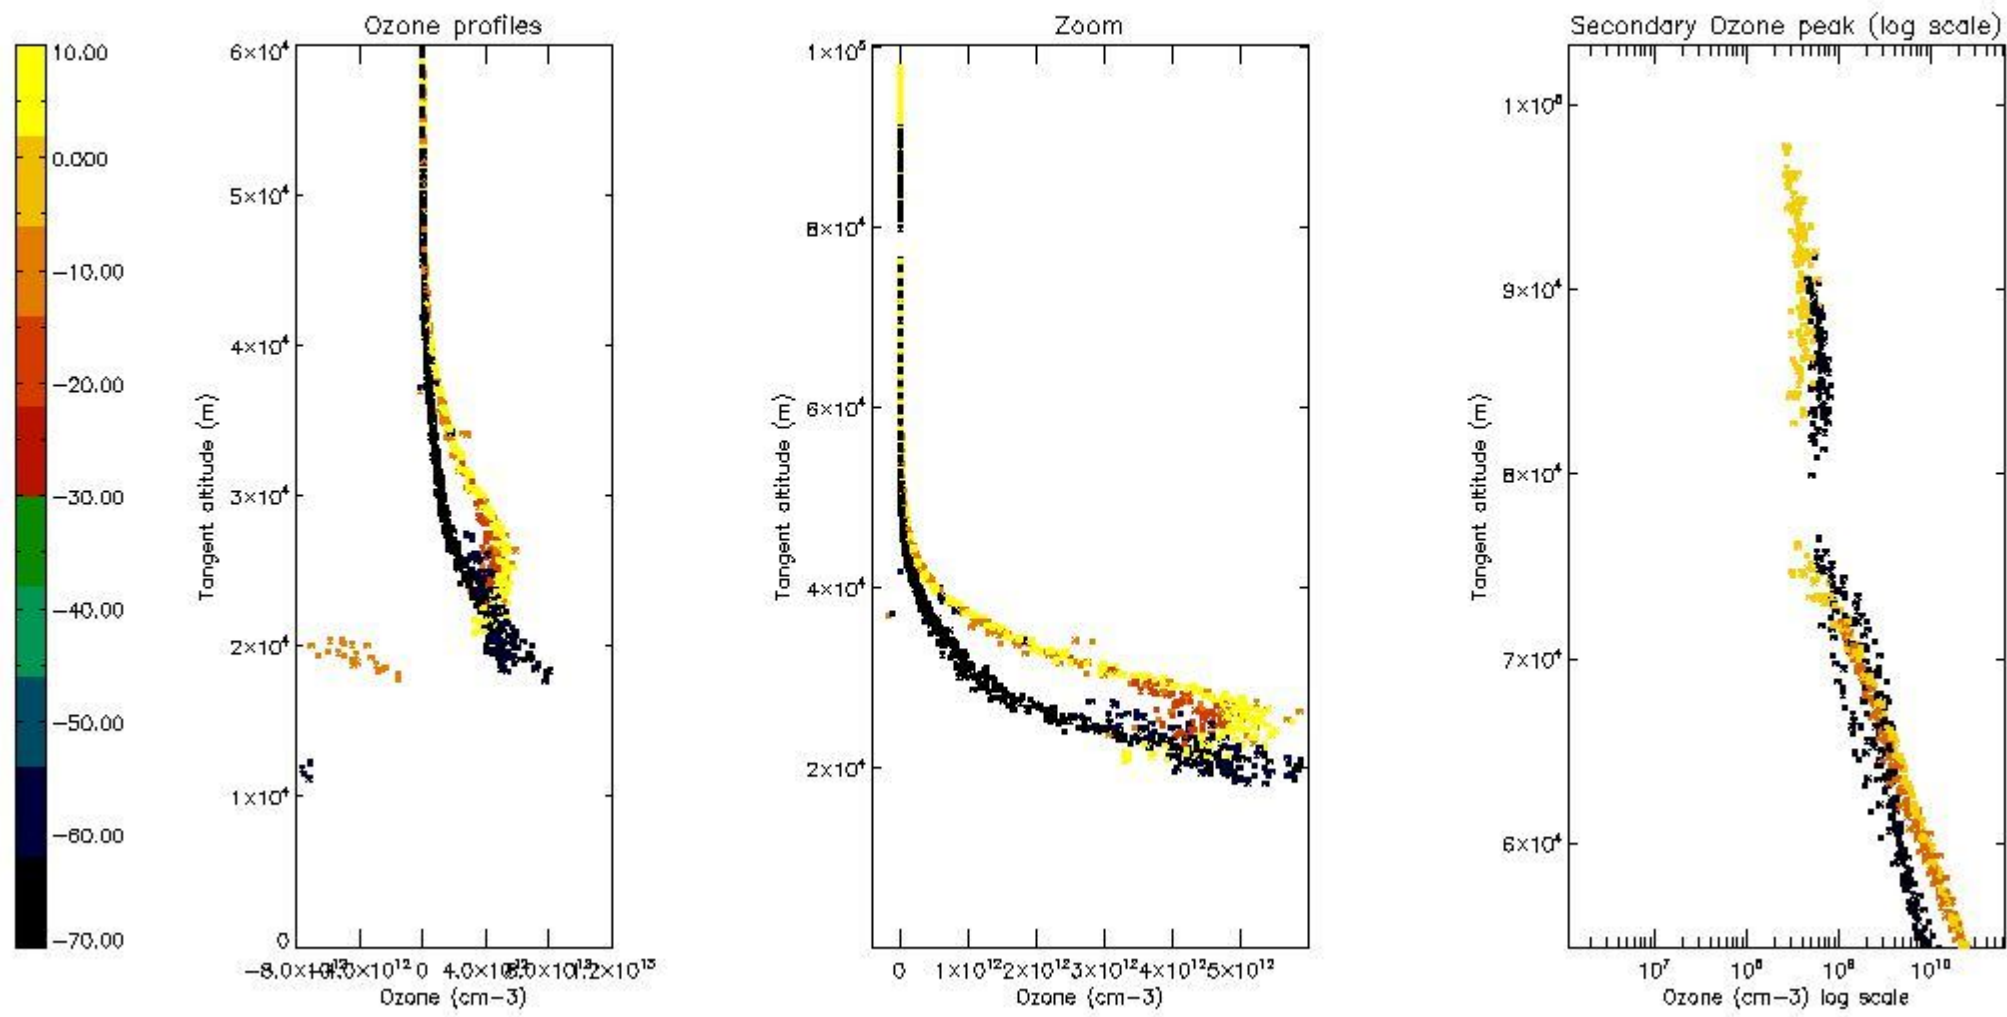 Ozone profiles
Zoom
Secondary Ozone peak (log scale)
10.00
0.000
−10.00
−20.00
−30.00
−40.00
−50.00
−60.00
−70.00
6×10⁴
5×10⁴
4×10⁴
3×10⁴
2×10⁴
1×10⁴
0
Tangent altitude (m)
0
Ozone (cm−3)
1×10⁵
8×10⁴
6×10⁴
4×10⁴
2×10⁴
Tangent altitude (m)
0 1×10¹² 2×10¹² 3×10¹² 4×10¹² 5×10¹²
Ozone (cm−3)
9×10⁴
8×10⁴
7×10⁴
6×10⁴
Tangent altitude (m)
10⁷ 10⁸ 10⁹ 10¹⁰
Ozone (cm−3) log scale